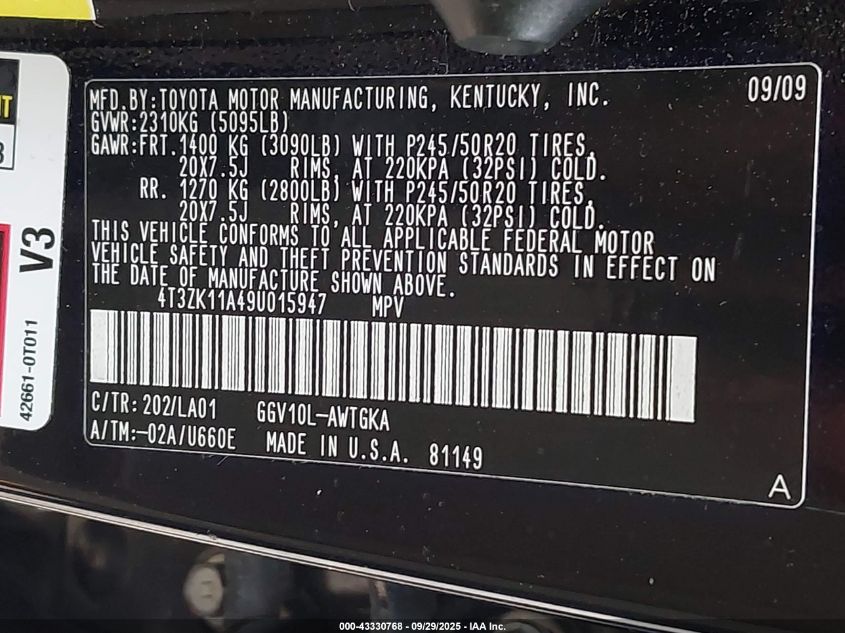 MFD.BY:TOYOTA MOTOR MANUFACTURING, KENTUCKY, INC. 09/09
GVWR:2310KG (5095LB)
GAWR:FRT.1400 KG (3090LB) WITH P245/50R20 TIRES,
20X7.5J RIMS, AT 220KPA (32PSI) COLD.
RR. 1270 KG (2800LB) WITH P245/50R20 TIRES,
20X7.5J RIMS, AT 220KPA (32PSI) COLD.
THIS VEHICLE CONFORMS TO ALL APPLICABLE FEDERAL MOTOR
VEHICLE SAFETY AND THEFT PREVENTION STANDARDS IN EFFECT ON
THE DATE OF MANUFACTURE SHOWN ABOVE.
4T3ZK11A49U015947 MPV
C/TR:202/LA01 GGV10L-AWTGKA
A/TM:-02A/U660E MADE IN U.S.A. 81149
A
V3
42661-0T011
000-43330768 - 09/29/2025 - IAA Inc.